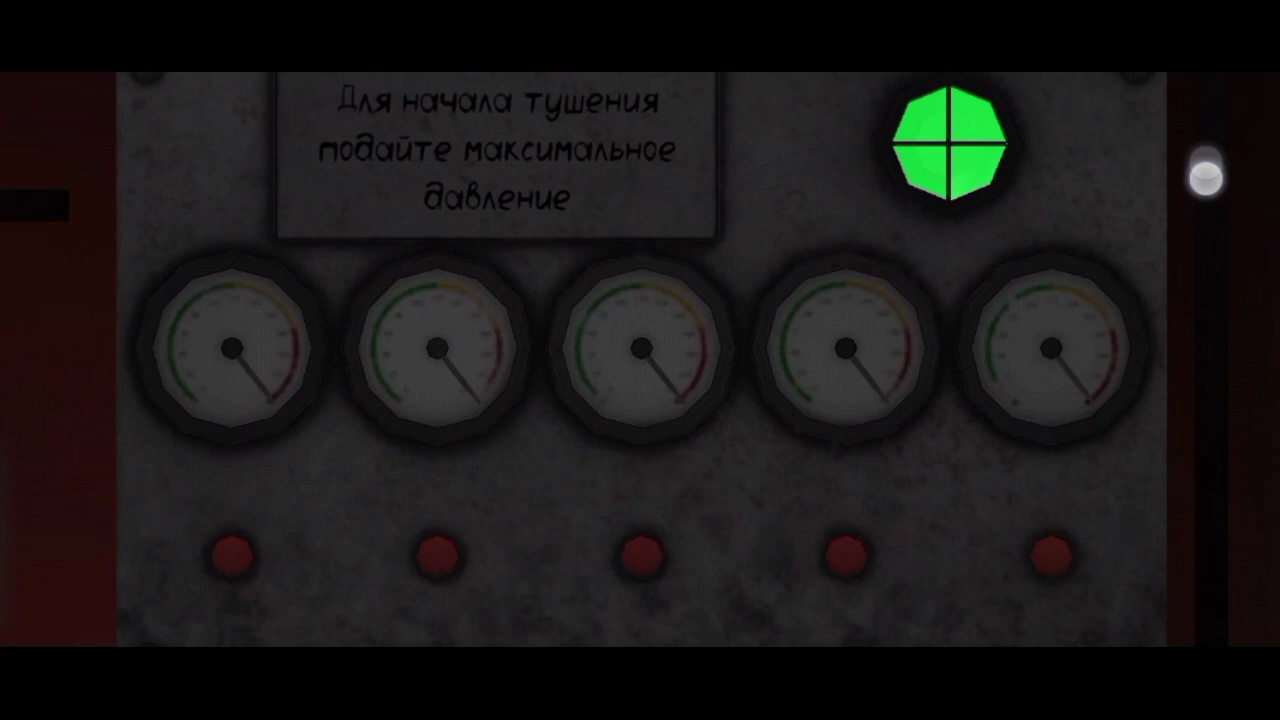 Для начала тушения
подайте максимальное
давление